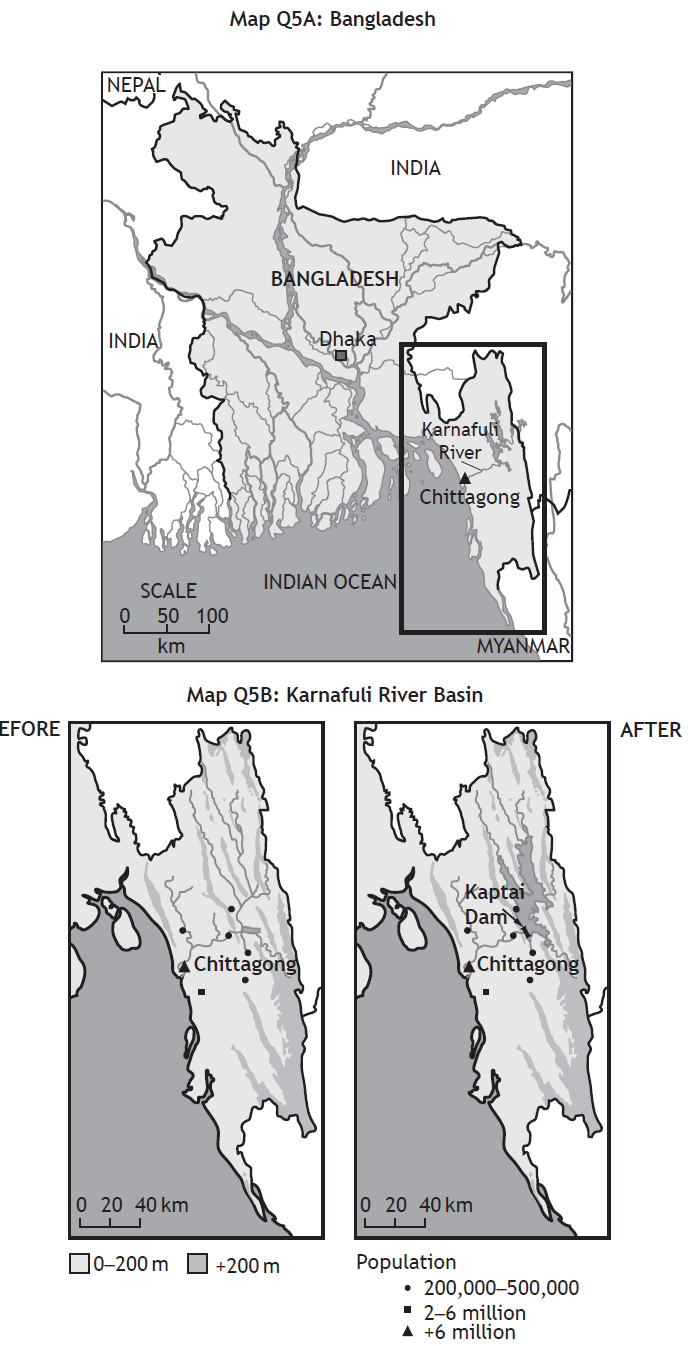 Map Q5A: Bangladesh
NEPAL
INDIA
BANGLADESH
INDIA
Dhaka
Karnafuli
River
Chittagong
SCALE
0 50 100
km
INDIAN OCEAN
MYANMAR
Map Q5B: Karnafuli River Basin
EFORE
AFTER
Chittagong
0 20 40 km
Kaptai
Dam
Chittagong
0 20 40 km
0–200 m +200 m
Population
200,000–500,000
2–6 million
+6 million